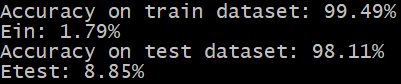 Accuracy on train dataset: 99.49%
Ein: 1.79%
Accuracy on test dataset: 98.11%
Etest: 8.85%